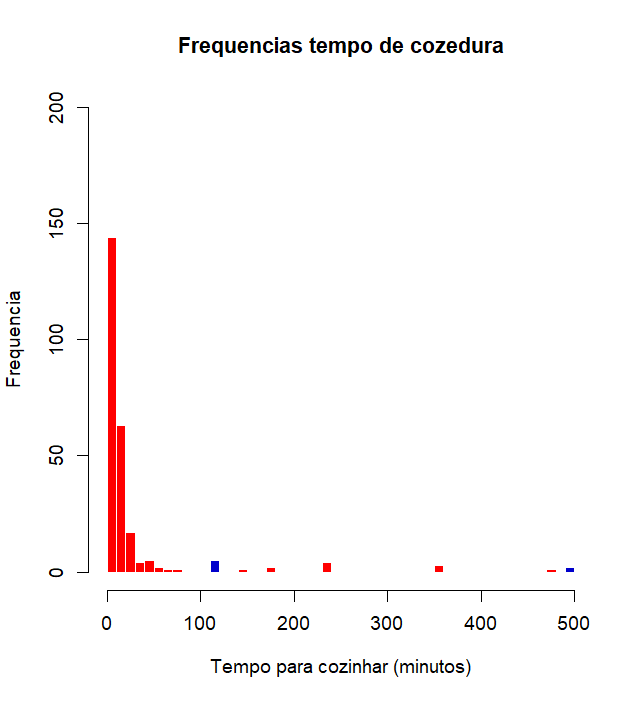 Frequencias tempo de cozedura
200
150
100
50
0
Frequencia
0 100 200 300 400 500
Tempo para cozinhar (minutos)